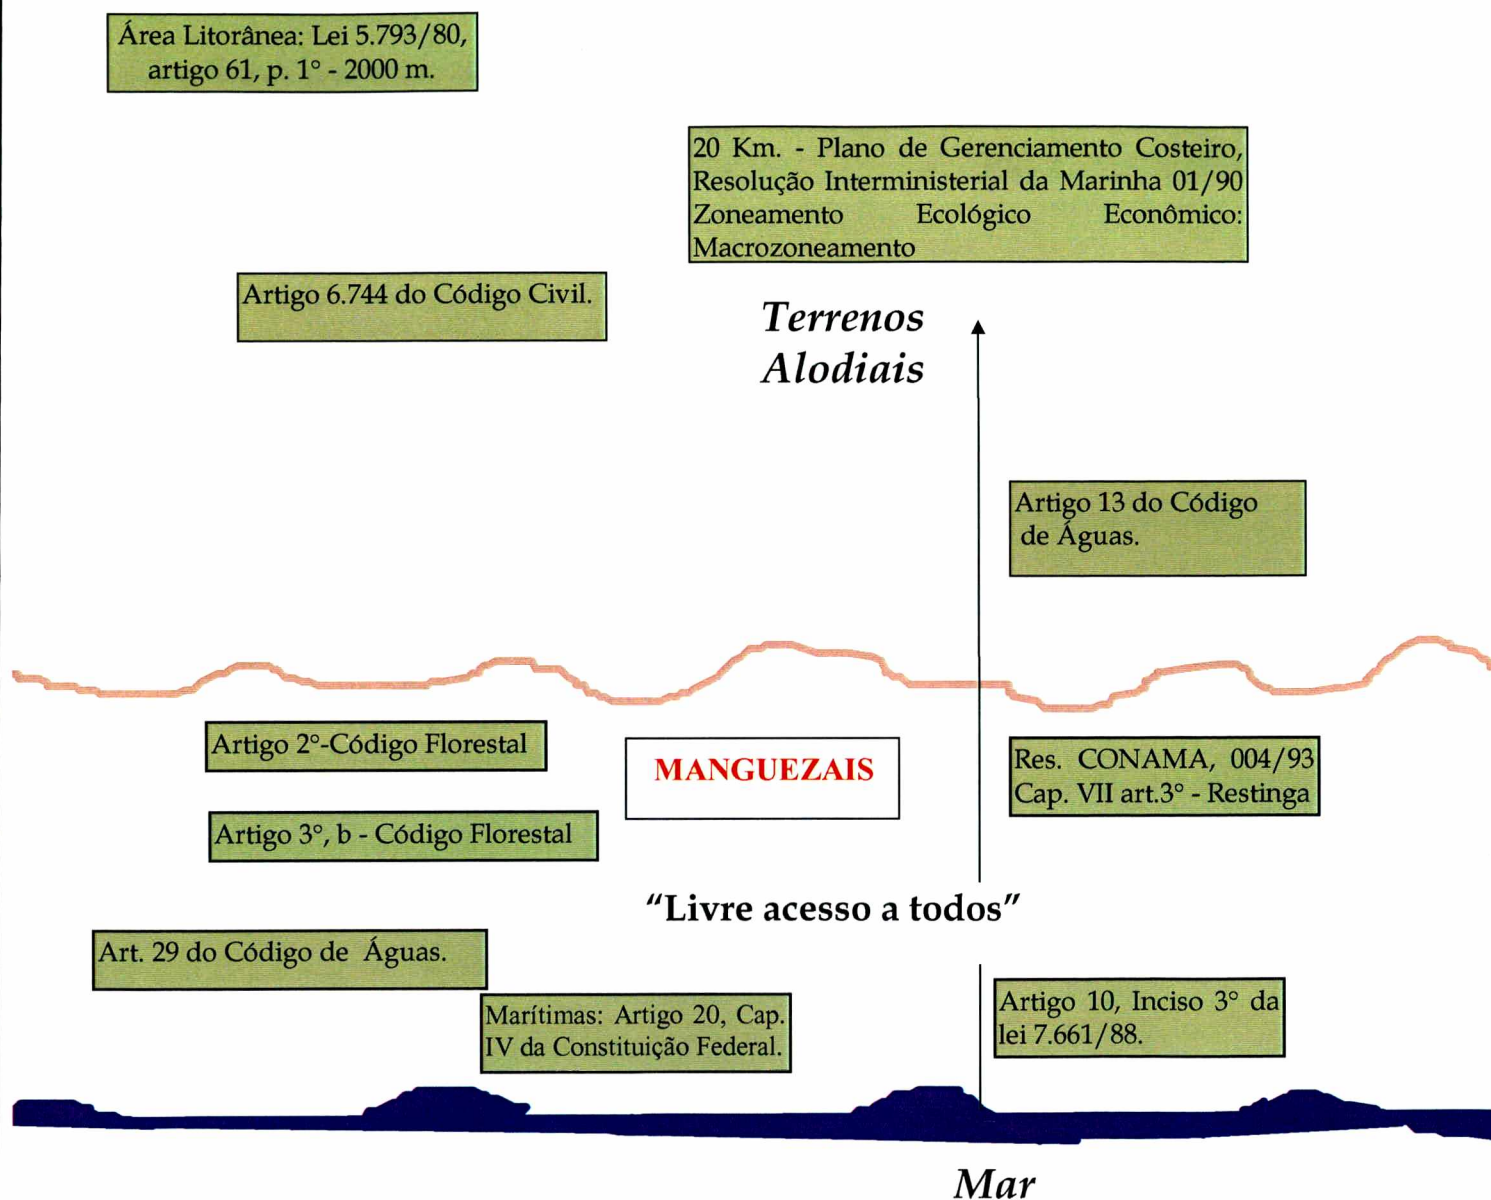 Área Litorânea: Lei 5.793/80,
artigo 61, p. 1° - 2000 m.
20 Km. - Plano de Gerenciamento Costeiro,
Resolução Interministerial da Marinha 01/90
Zoneamento Ecológico Econômico:
Macrozoneamento
Artigo 6.744 do Código Civil.
Terrenos
Alodiais
Artigo 13 do Código
de Águas.
Artigo 2°-Código Florestal
MANGUEZAIS
Res. CONAMA, 004/93
Cap. VII art.3° - Restinga
Artigo 3°, b - Código Florestal
“Livre acesso a todos”
Art. 29 do Código de Águas.
Marítimas: Artigo 20, Cap.
IV da Constituição Federal.
Artigo 10, Inciso 3° da
lei 7.661/88.
Mar